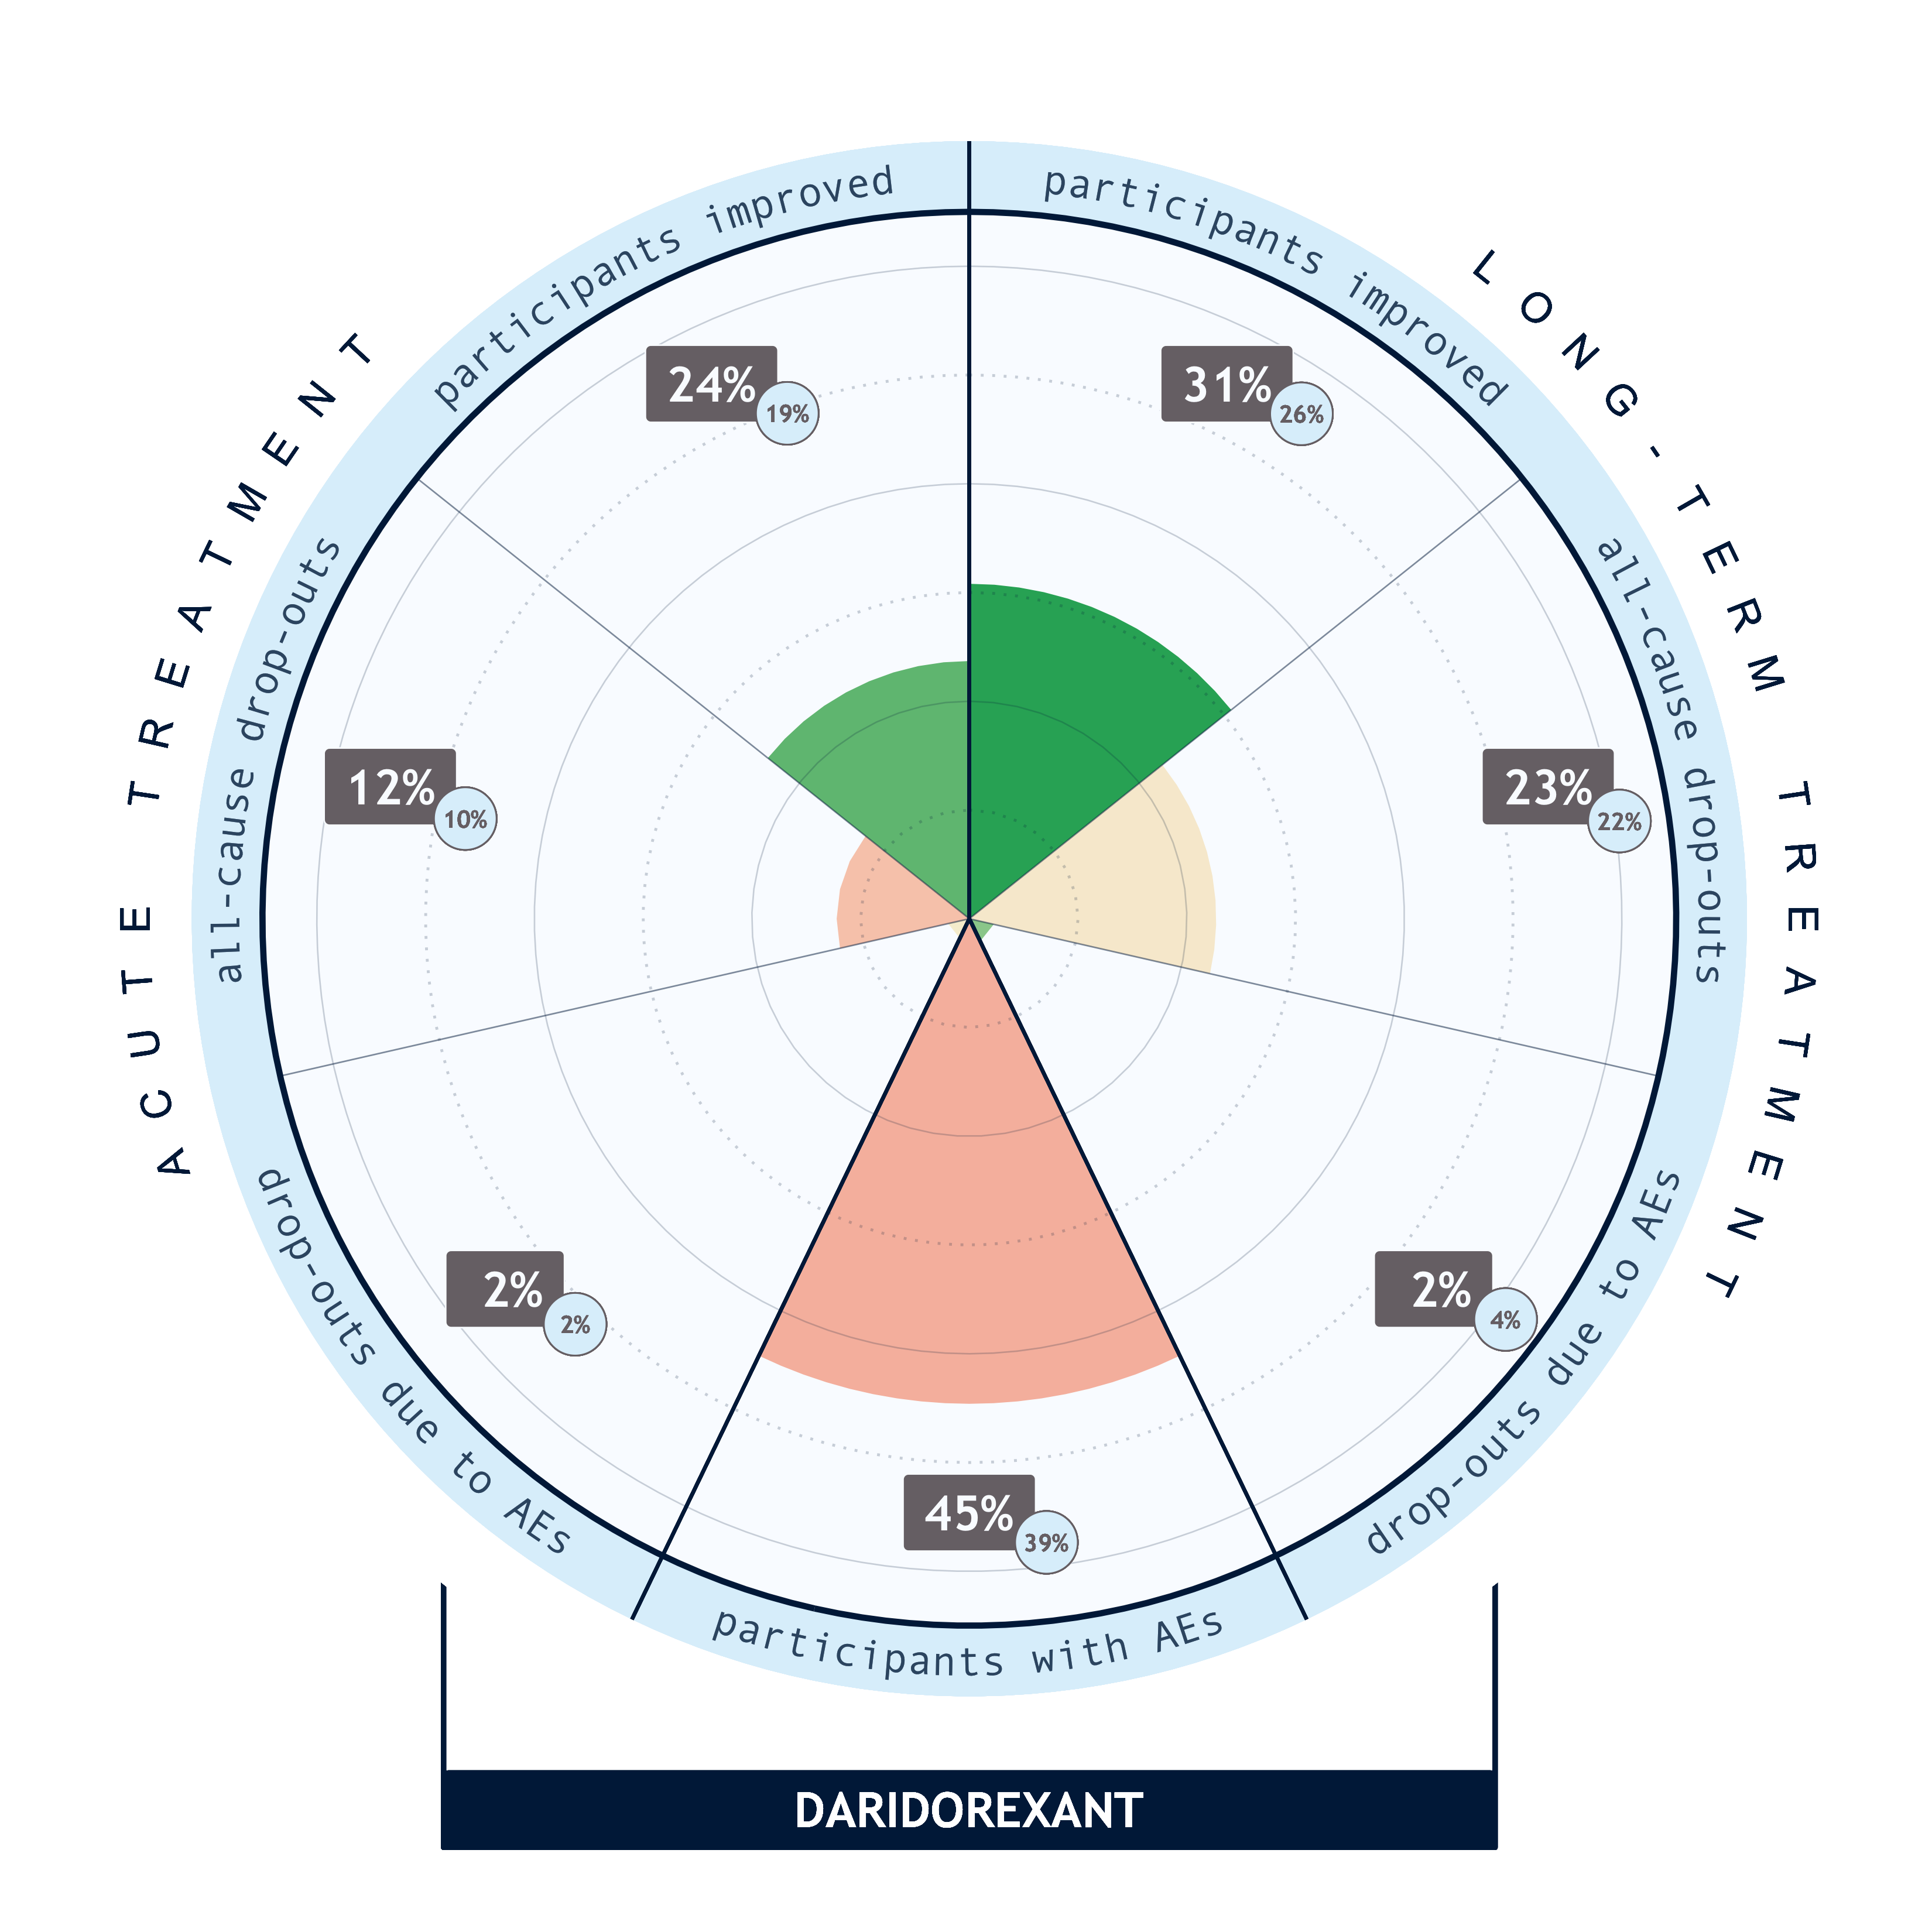 ACUTE TREATMENT
LONG-TERM TREATMENT
participants improved
24%
19%
participants improved
31%
26%
all-cause drop-outs
12%
10%
all-cause drop-outs
23%
22%
drop-outs due to AEs
2%
2%
drop-outs due to AEs
2%
4%
45%
39%
participants with AEs
DARIDOREXANT